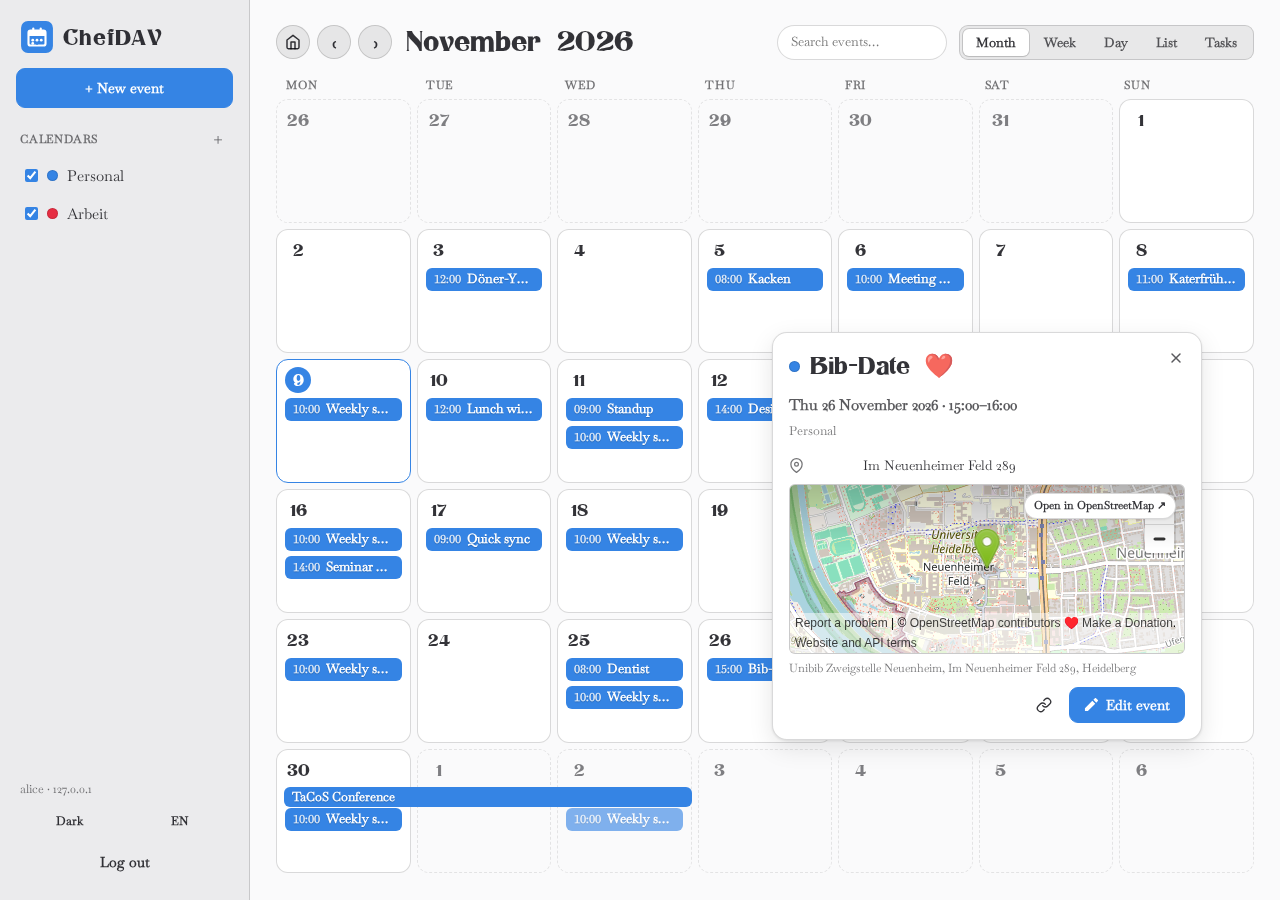 ChefDAV
+ New event
CALENDARS +
Personal
Arbeit
alice · 127.0.0.1
Dark EN
Log out
‹ › November 2026
Search events...
Month Week Day List Tasks
MON TUE WED THU FRI SAT SUN
26 27 28 29 30 31 1
2 3 4 5 6 7 8
12:00 Döner-Y...
08:00 Kacken
10:00 Meeting ...
11:00 Katerfrüh...
9 10 11 12
10:00 Weekly s...
12:00 Lunch wi...
09:00 Standup
14:00 Desi
10:00 Weekly s...
16 17 18 19
10:00 Weekly s...
09:00 Quick sync
10:00 Weekly s...
14:00 Seminar ...
23 24 25 26
10:00 Weekly s...
08:00 Dentist
15:00 Bib-
10:00 Weekly s...
30 1 2 3 4 5 6
TaCoS Conference
10:00 Weekly s...
10:00 Weekly s...
Bib-Date ❤️
Thu 26 November 2026 · 15:00–16:00
Personal
Im Neuenheimer Feld 289
Open in OpenStreetMap ↗
Universit
Heidelbe
Neuenheimer
Feld
Neuenheim
Report a problem | © OpenStreetMap contributors ♥ Make a Donation.
Website and API terms
Ufer
Unibib Zweigstelle Neuenheim, Im Neuenheimer Feld 289, Heidelberg
Edit event